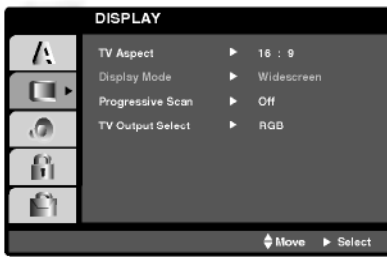 DISPLAY
TV Aspect ► 16 : 9
Display Mode ► Widescreen
Progressive Scan ► Off
TV Output Select ► RGB
Move ► Select